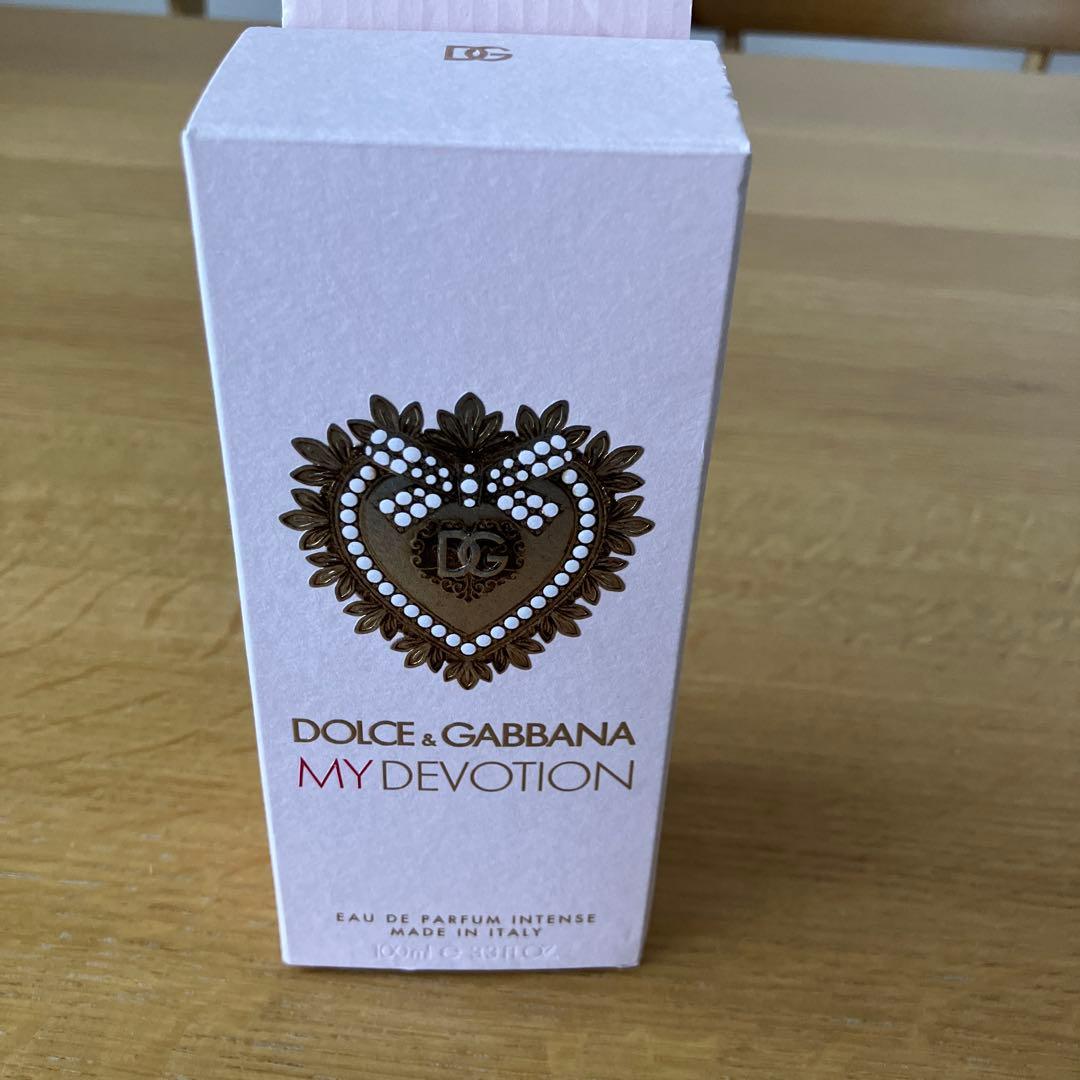 DG
DG
DOLCE & GABBANA
MY DEVOTION
EAU DE PARFUM INTENSE
MADE IN ITALY
100ml ℮ 3.3 fl OZ.